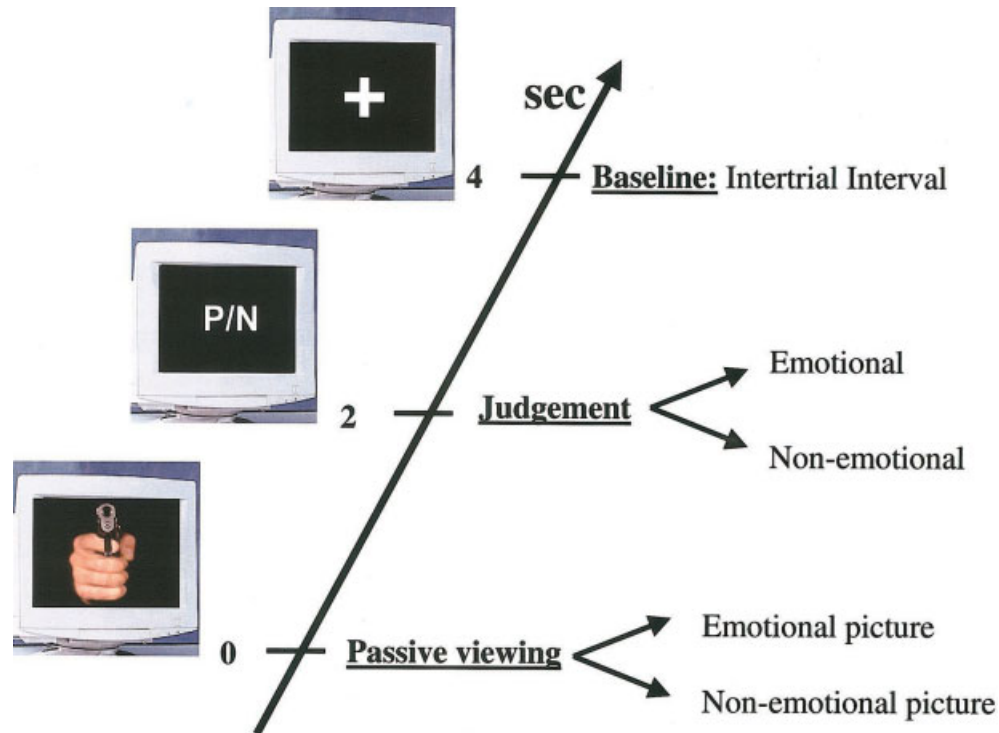 sec
4
Baseline: Intertrial Interval
P/N
Emotional
2
Judgement
Non-emotional
Emotional picture
0
Passive viewing
Non-emotional picture